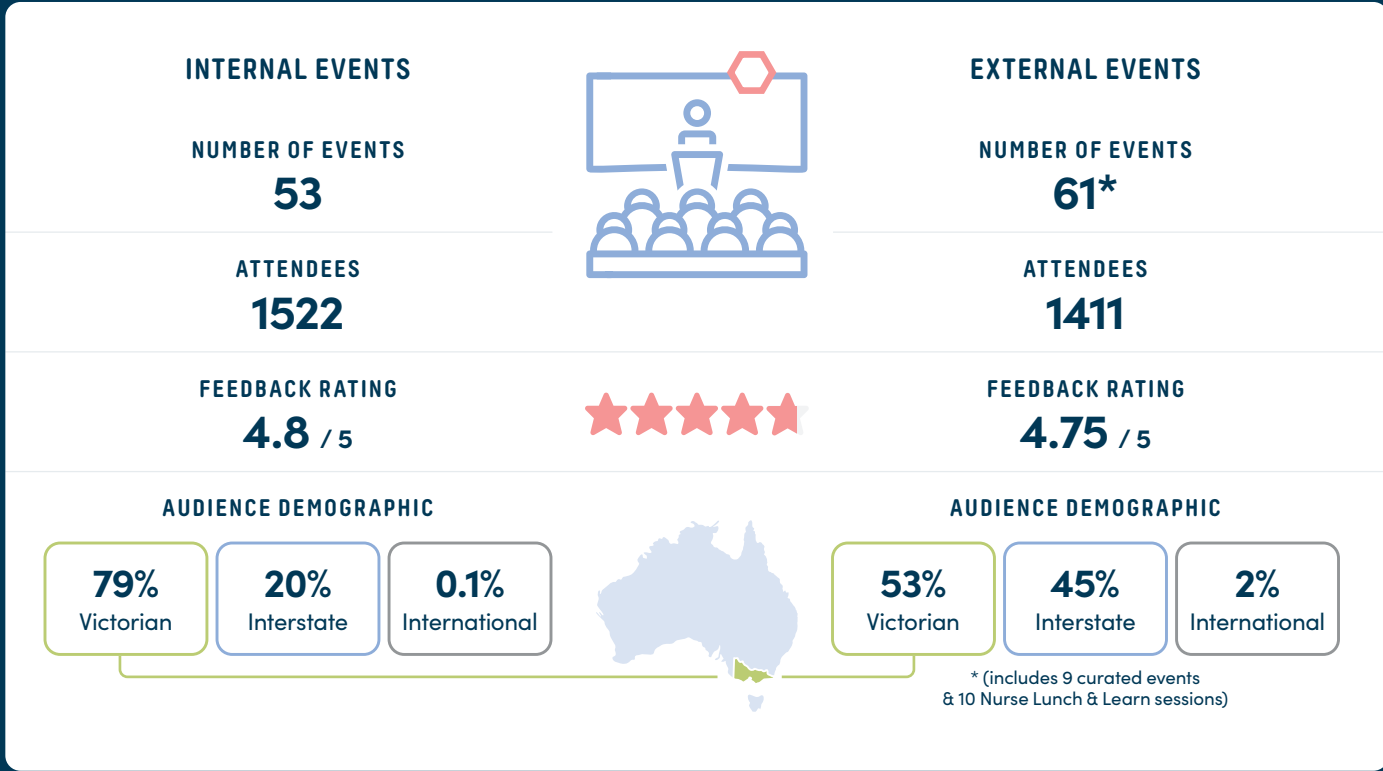 INTERNAL EVENTS
NUMBER OF EVENTS
53
ATTENDEES
1522
FEEDBACK RATING
4.8 / 5
AUDIENCE DEMOGRAPHIC
79%
Victorian
20%
Interstate
0.1%
International
EXTERNAL EVENTS
NUMBER OF EVENTS
61*
ATTENDEES
1411
FEEDBACK RATING
4.75 / 5
AUDIENCE DEMOGRAPHIC
53%
Victorian
45%
Interstate
2%
International
* (includes 9 curated events
& 10 Nurse Lunch & Learn sessions)